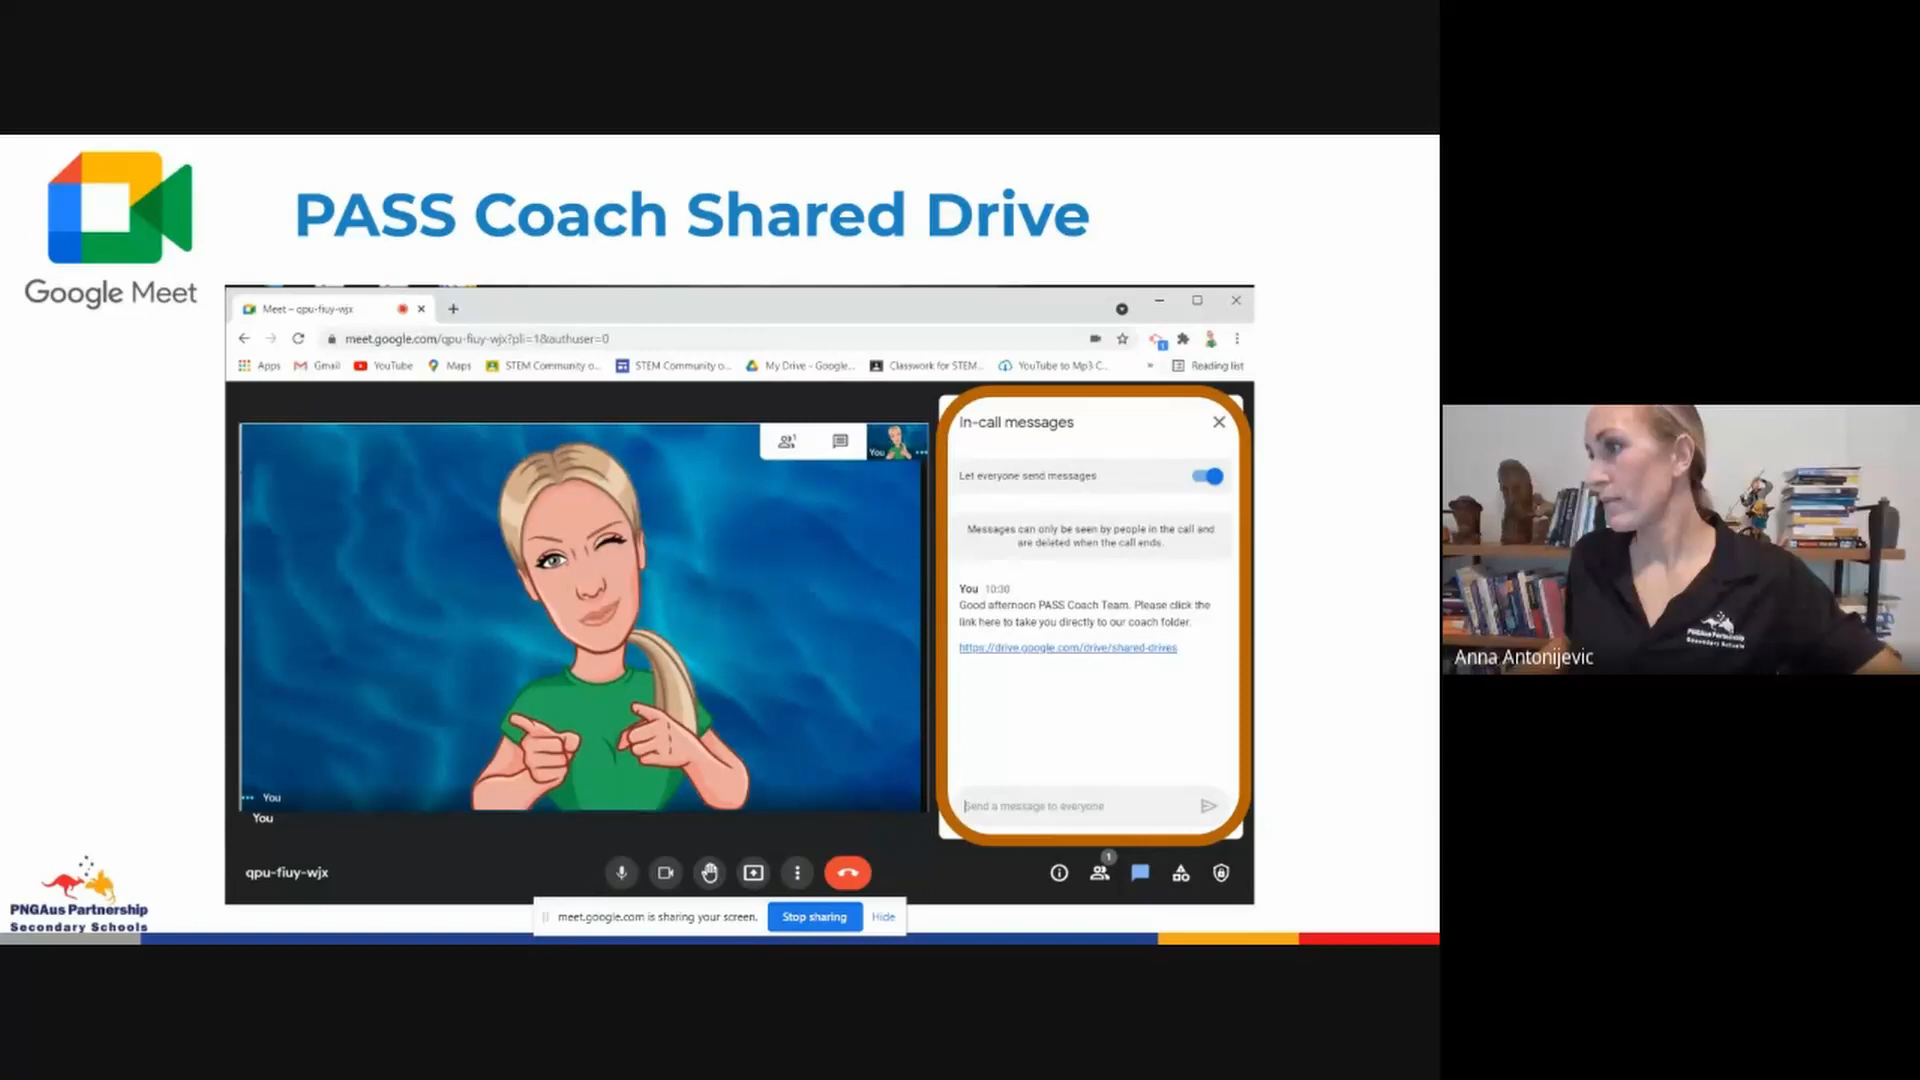 PASS Coach Shared Drive
Google Meet
Meet – qpu-fiuy-wjx
meet.google.com/qpu-fiuy-wjx?pli=1&authuser=0
Apps Gmail YouTube Maps STEM Community o... STEM Community o... My Drive - Google... Classwork for STEM... YouTube to Mp3 C... » Reading list
In-call messages
Let everyone send messages
Messages can only be seen by people in the call and
are deleted when the call ends.
You 10:30
Good afternoon PASS Coach Team. Please click the
link here to take you directly to our coach folder.
https://drive.google.com/drive/shared-drives
Send a message to everyone
You
You
You
qpu-fiuy-wjx
1
meet.google.com is sharing your screen. Stop sharing Hide
PNGAus Partnership
Secondary Schools
PNGAus Partnership
Secondary Schools
Anna Antonijevic